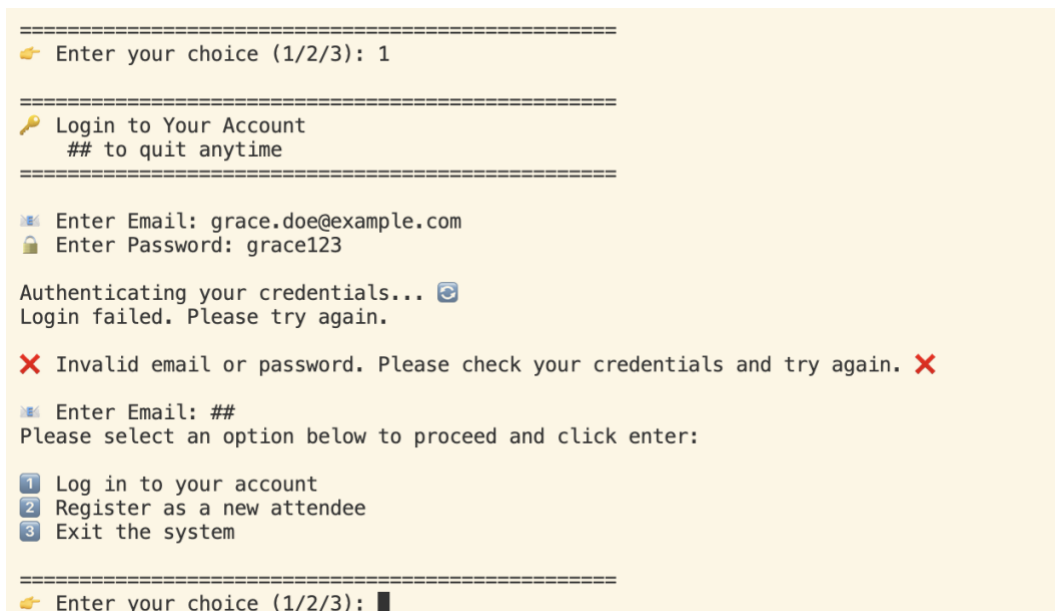 ==================================================
👉 Enter your choice (1/2/3): 1
==================================================
🔑 Login to Your Account
## to quit anytime
==================================================
📧 Enter Email: grace.doe@example.com
🔒 Enter Password: grace123
Authenticating your credentials... 🔄
Login failed. Please try again.
❌ Invalid email or password. Please check your credentials and try again. ❌
📧 Enter Email: ##
Please select an option below to proceed and click enter:
1️⃣ Log in to your account
2️⃣ Register as a new attendee
3️⃣ Exit the system
==================================================
👉 Enter your choice (1/2/3):